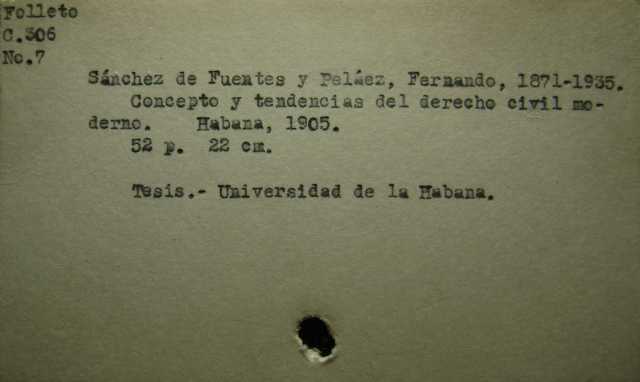 Folleto
C.306
No.7
Sánchez de Fuentes y Peláez, Fernando, 1871-1935.
Concepto y tendencias del derecho civil mo-
derno. Habana, 1905.
52 p. 22 cm.
Tesis.- Universidad de la Habana.